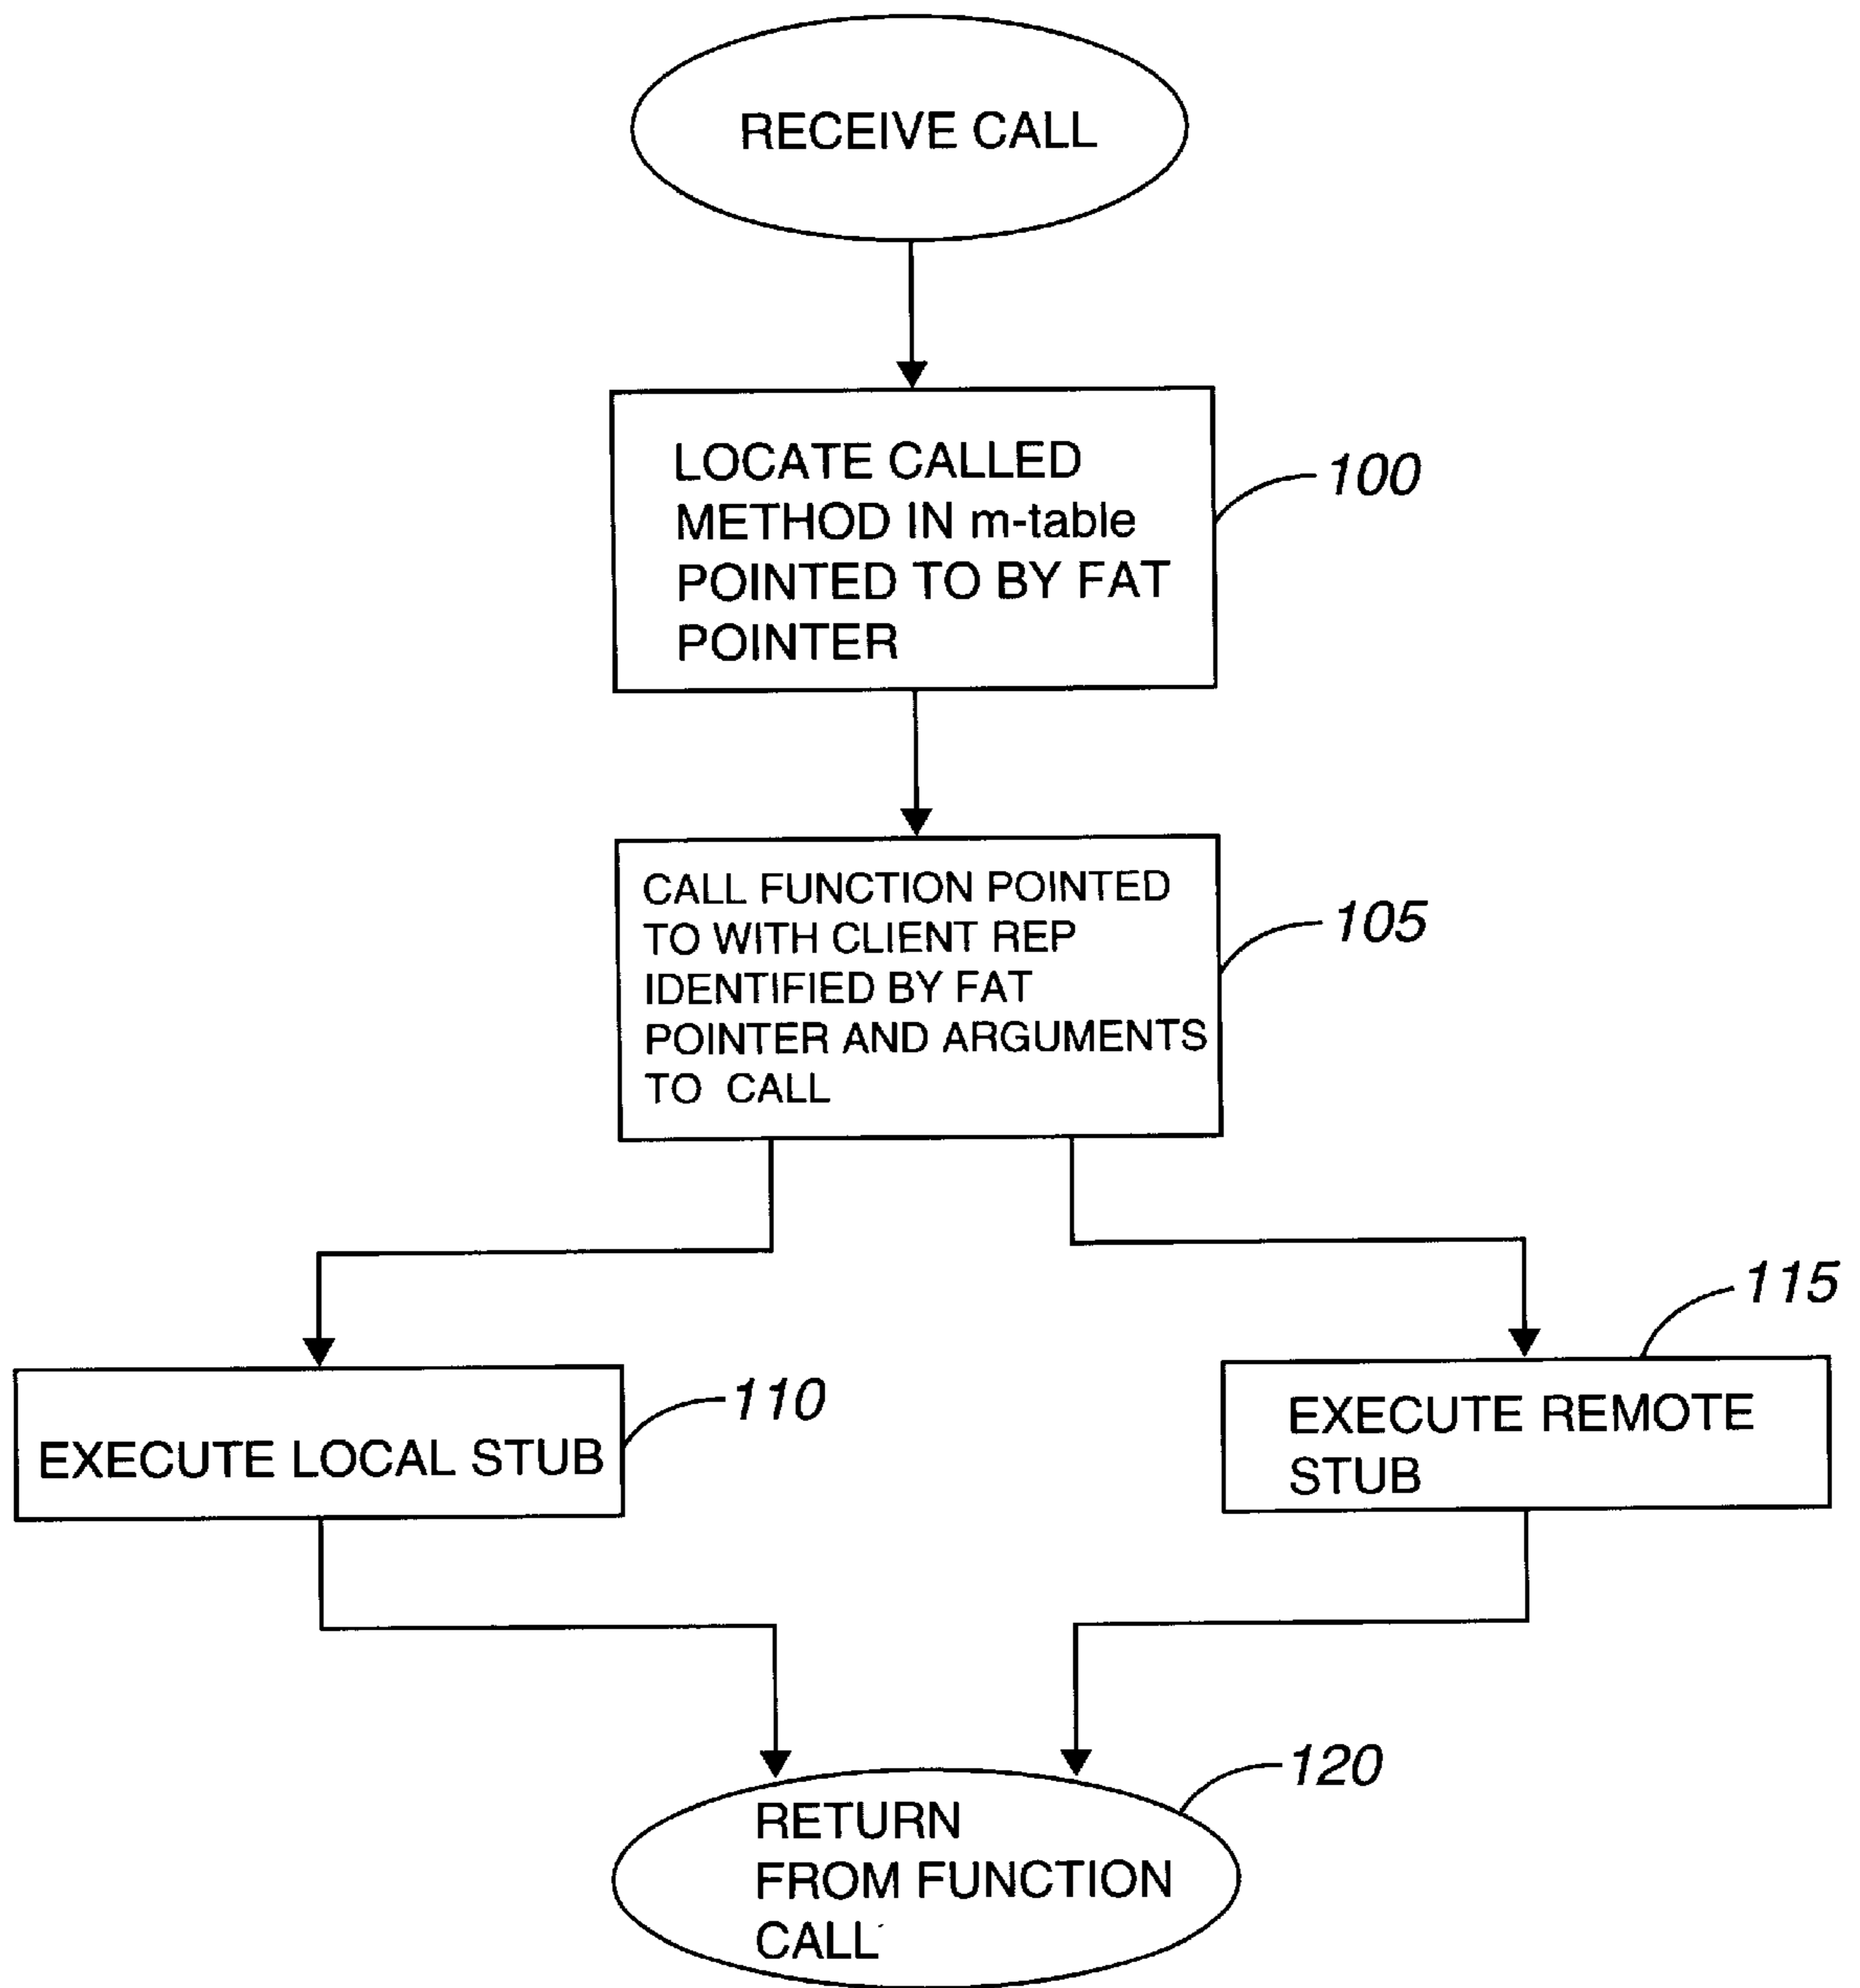 RECEIVE CALL
LOCATE CALLED
METHOD IN m-table
POINTED TO BY FAT
POINTER
100
CALL FUNCTION POINTED
TO WITH CLIENT REP
IDENTIFIED BY FAT
POINTER AND ARGUMENTS
TO CALL
105
EXECUTE LOCAL STUB
110
EXECUTE REMOTE
STUB
115
RETURN
FROM FUNCTION
CALL
120